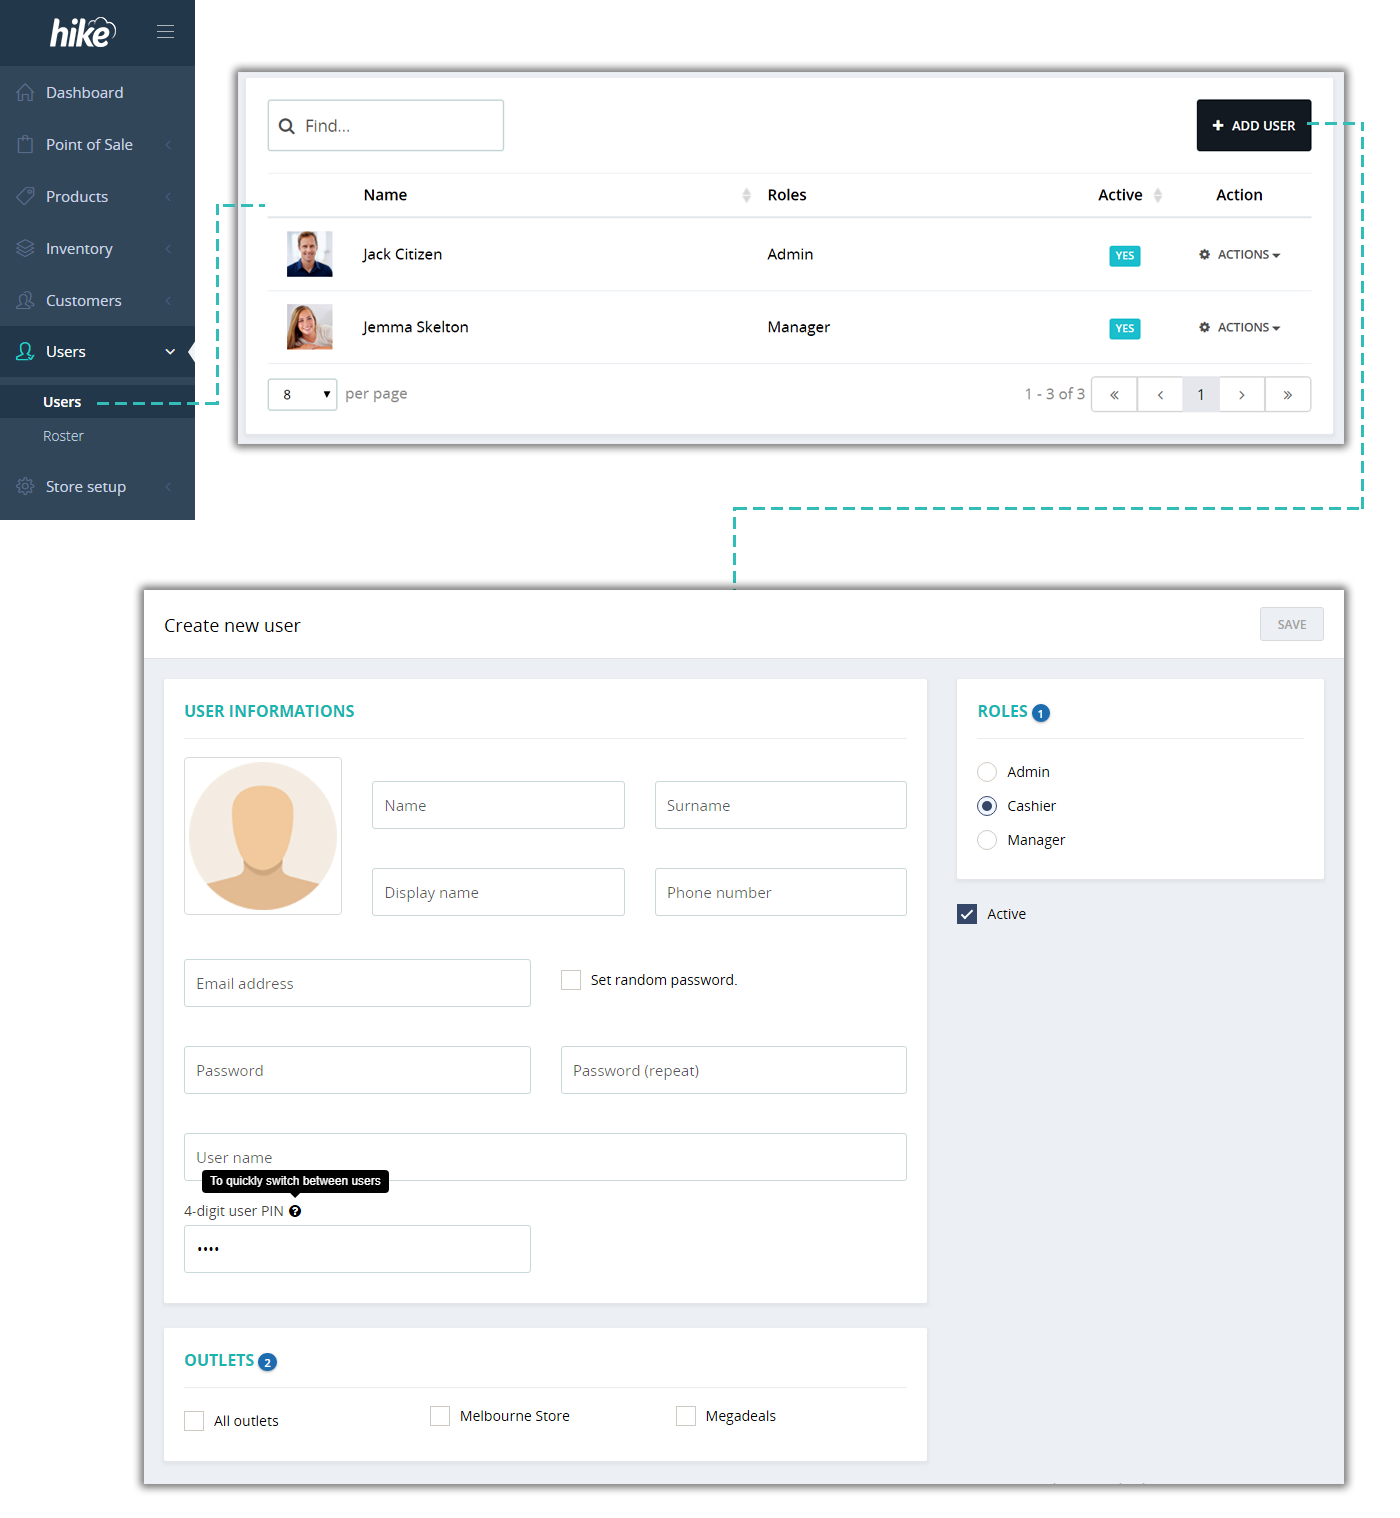 hike
Dashboard
Point of Sale
Products
Inventory
Customers
Users
Users
Roster
Store setup
Find...
+ ADD USER
Name Roles Active Action
Jack Citizen Admin YES ACTIONS
Jemma Skelton Manager YES ACTIONS
8 per page 1 - 3 of 3 « ‹ 1 › »
Create new user SAVE
USER INFORMATIONS
Name Surname
Display name Phone number
Email address Set random password.
Password Password (repeat)
User name
To quickly switch between users
4-digit user PIN ?
••••
ROLES 1
Admin
Cashier
Manager
Active
OUTLETS 2
All outlets Melbourne Store Megadeals